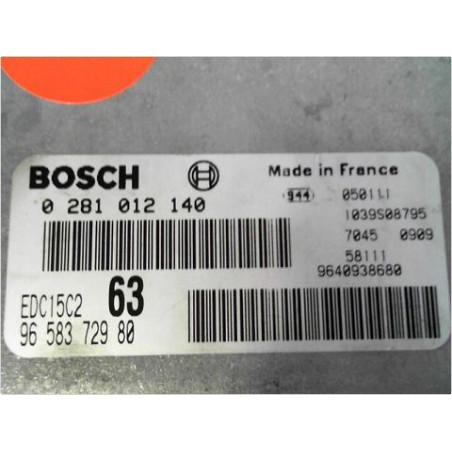 BOSCH
Made in France
0 281 012 140
944 050111
1039S08795
7045 0909
58111
9640938680
EDC15C2 63
96 583 729 80